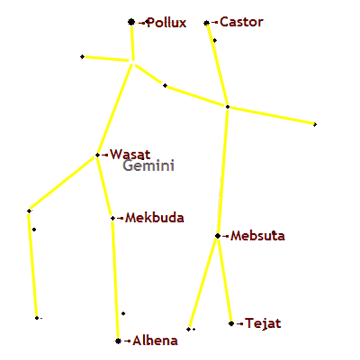 Pollux
Castor
Wasat
Gemini
Mekbuda
Mebsuta
Tejat
Alhena